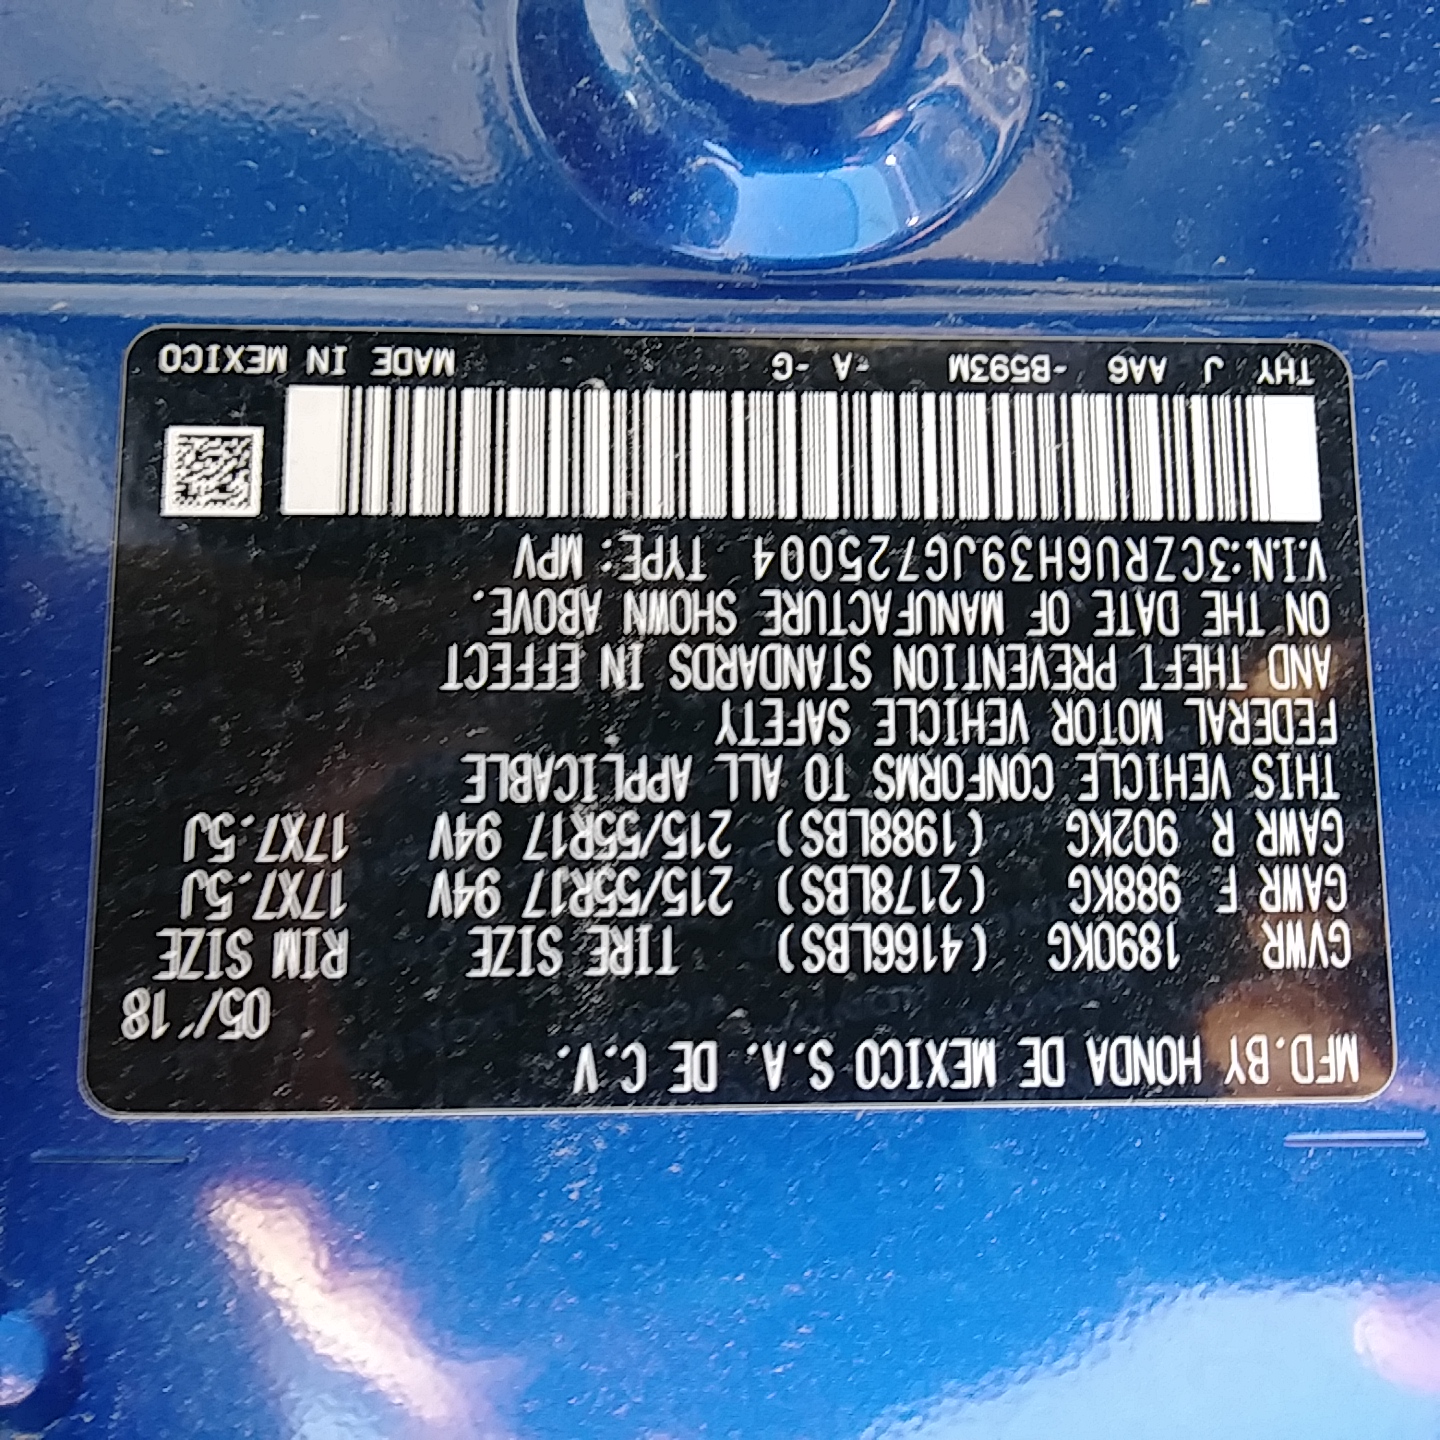 MFD.BY HONDA DE MEXICO S.A. DE C.V.
05/'18
GVWR 1890KG (4166LBS) TIRE SIZE RIM SIZE
GAWR F 988KG (2178LBS) 215/55R17 94V 17X7.5J
GAWR R 902KG (1988LBS) 215/55R17 94V 17X7.5J
THIS VEHICLE CONFORMS TO ALL APPLICABLE
FEDERAL MOTOR VEHICLE SAFETY
AND THEFT PREVENTION STANDARDS IN EFFECT
ON THE DATE OF MANUFACTURE SHOWN ABOVE.
V.I.N:3CZRU6H39JG725004 TYPE: MPV
THY J AA6 -B593M -A -G MADE IN MEXICO